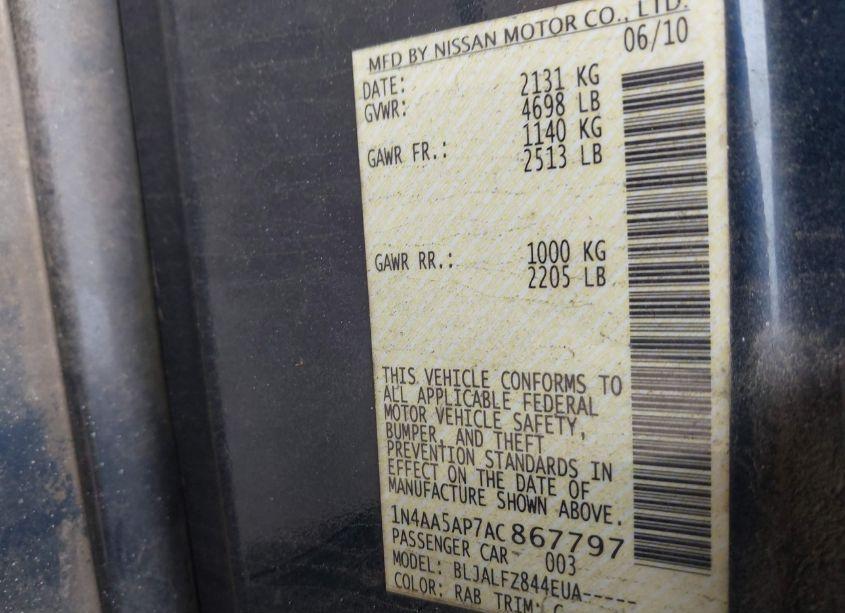 MFD BY NISSAN MOTOR CO., LTD.
DATE: 06/10
GVWR: 2131 KG
4698 LB
GAWR FR.: 1140 KG
2513 LB
GAWR RR.: 1000 KG
2205 LB
THIS VEHICLE CONFORMS TO
ALL APPLICABLE FEDERAL
MOTOR VEHICLE SAFETY,
BUMPER, AND THEFT
PREVENTION STANDARDS IN
EFFECT ON THE DATE OF
MANUFACTURE SHOWN ABOVE.
1N4AA5AP7AC867797
PASSENGER CAR 003
MODEL: BLJALFZ844EUA-----
COLOR: RAB TRIM: